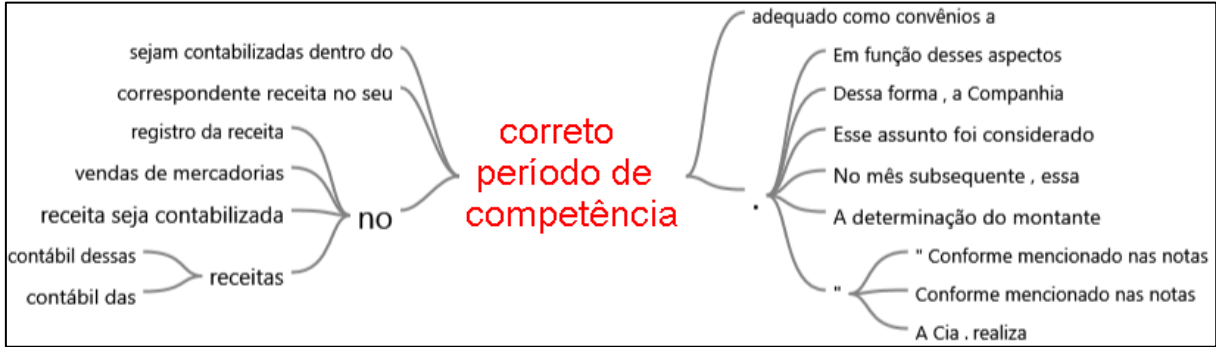 sejam contabilizadas dentro do
correspondente receita no seu
registro da receita
vendas de mercadorias
receita seja contabilizada
no
contábil dessas
contábil das
receitas
correto
período de
competência
adequado como convênios a
.
Em função desses aspectos
Dessa forma , a Companhia
Esse assunto foi considerado
No mês subsequente , essa
A determinação do montante
"
" Conforme mencionado nas notas
Conforme mencionado nas notas
A Cia . realiza